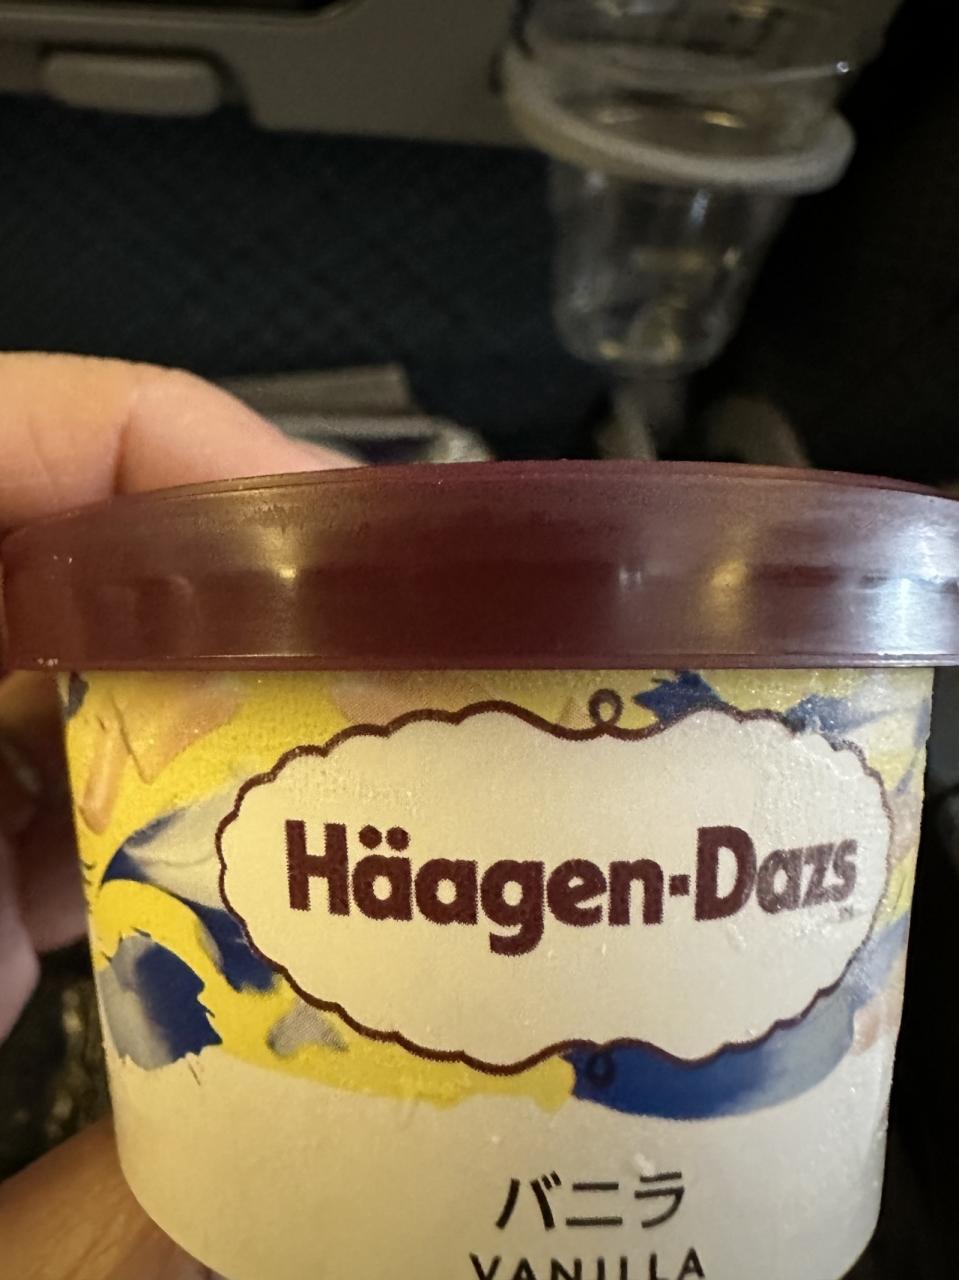 Häagen-Dazs
バニラ
VANILLA